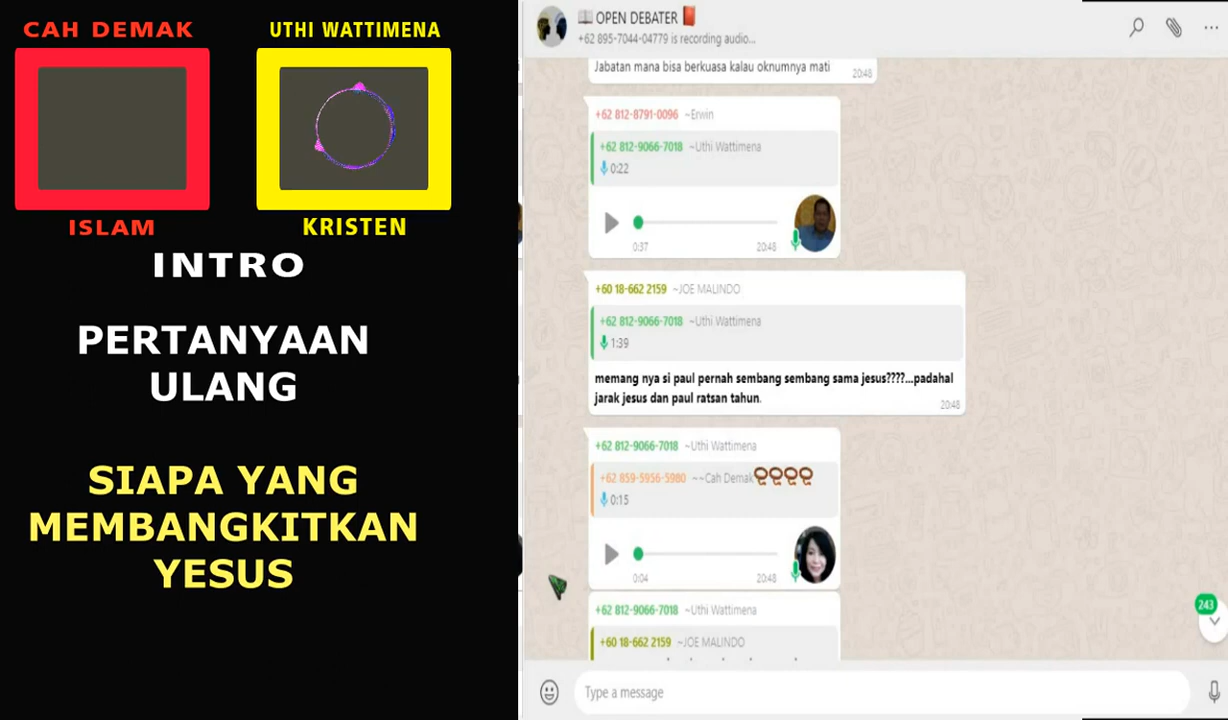 CAH DEMAK
UTHI WATTIMENA
ISLAM
KRISTEN
INTRO
PERTANYAAN
ULANG
SIAPA YANG
MEMBANGKITKAN
YESUS
OPEN DEBATER
+62 895-7044-04779 is recording audio...
Jabatan mana bisa berkuasa kalau oknumnya mati
20:48
+62 812-8791-0096 ~Erwin
+62 812-9066-7018 ~Uthi Wattimena
0:22
0:37
20:48
+60 18-662 2159 ~JOE MALINDO
+62 812-9066-7018 ~Uthi Wattimena
1:39
memang nya si paul pernah sembang sembang sama jesus????...padahal
jarak jesus dan paul ratsan tahun.
20:48
+62 812-9066-7018 ~Uthi Wattimena
+62 859-5956-5980 ~~Cah Demak
0:15
0:04
20:48
+62 812-9066-7018 ~Uthi Wattimena
+60 18-662 2159 ~JOE MALINDO
243
Type a message